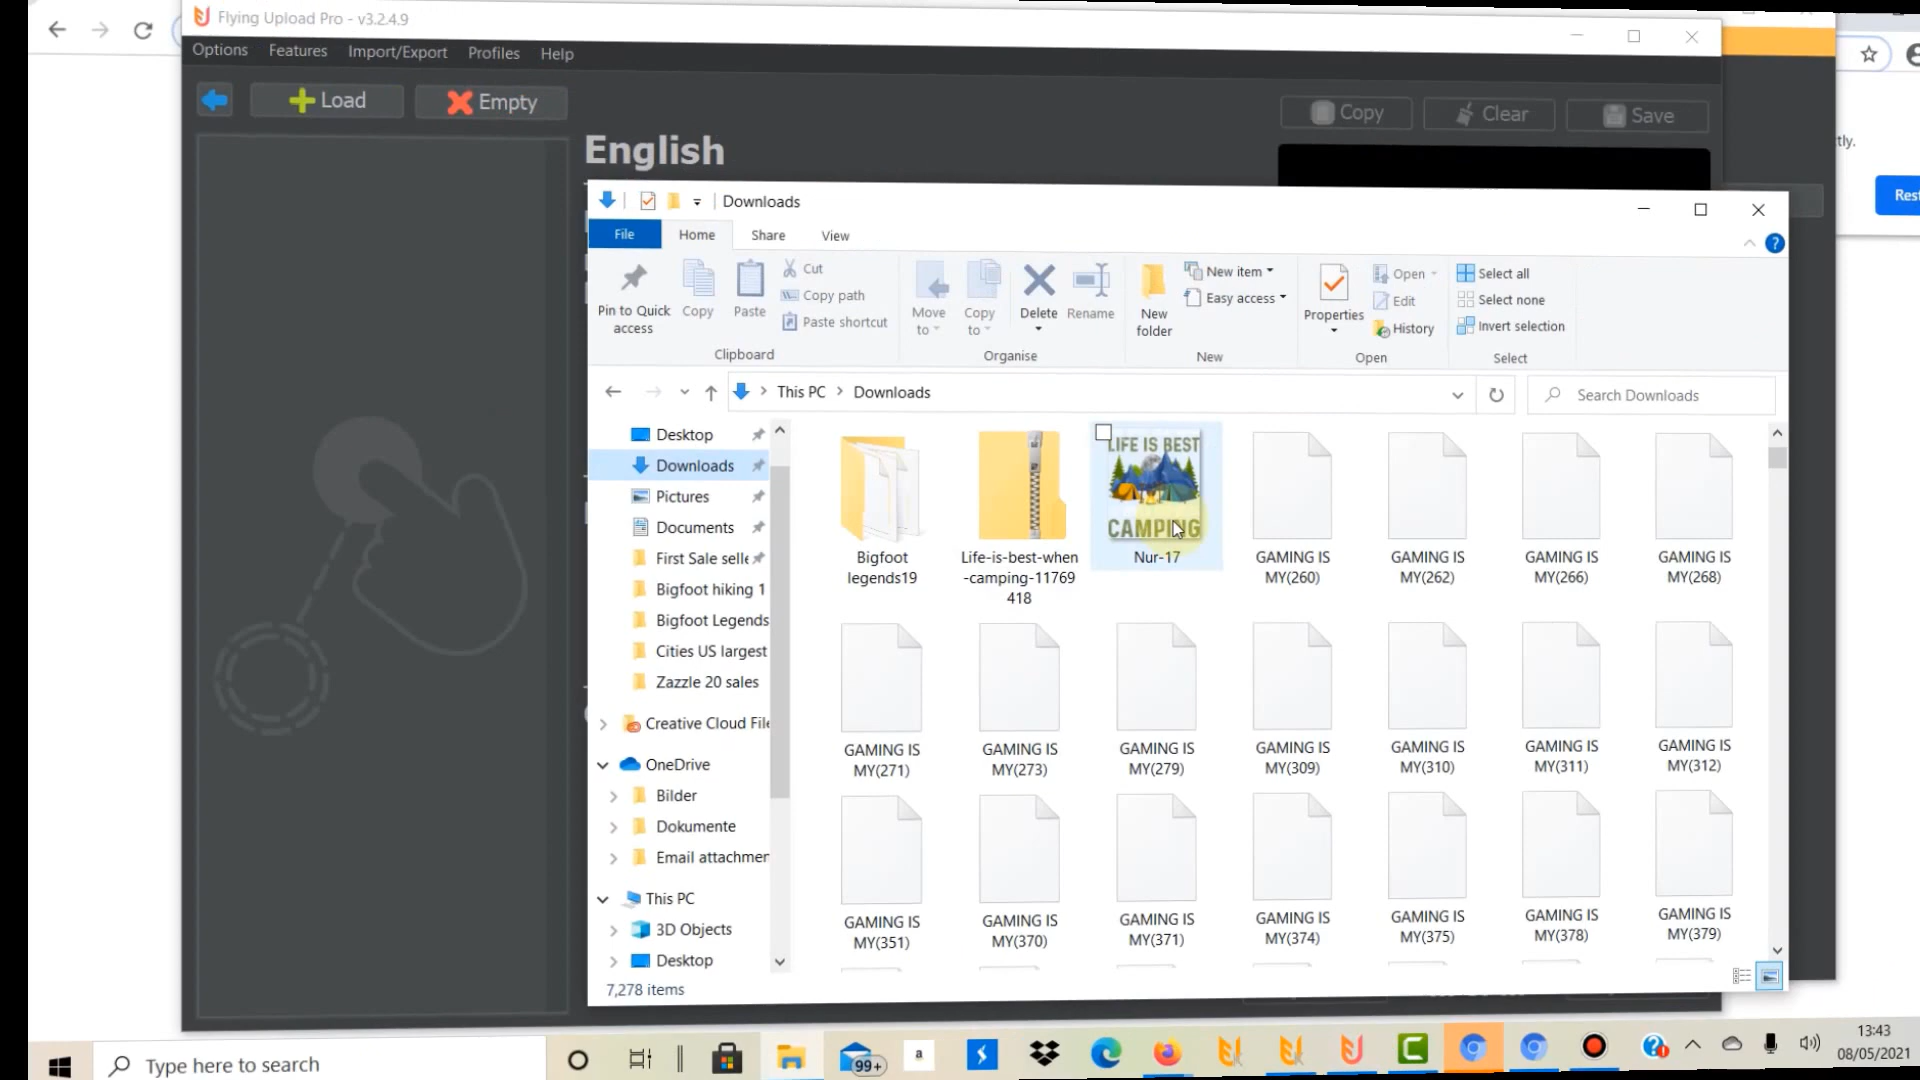 Flying Upload Pro - v3.2.4.9
Options Features Import/Export Profiles Help
Load Empty
Copy Clear Save
English
tly.
Downloads
File Home Share View
Pin to Quick access
Copy
Paste
Cut
Copy path
Paste shortcut
Clipboard
Move to
Copy to
Delete
Rename
Organise
New folder
New item
Easy access
New
Properties
Open
Edit
History
Open
Select all
Select none
Invert selection
Select
This PC > Downloads
Search Downloads
Desktop
Downloads
Pictures
Documents
First Sale selle
Bigfoot hiking 1
Bigfoot Legends
Cities US largest
Zazzle 20 sales
Creative Cloud File
OneDrive
Bilder
Dokumente
Email attachmen
This PC
3D Objects
Desktop
LIFE IS BEST
CAMPING
Bigfoot
legends19
Life-is-best-when
-camping-11769
418
Nur-17
GAMING IS
MY(260)
GAMING IS
MY(262)
GAMING IS
MY(266)
GAMING IS
MY(268)
GAMING IS
MY(271)
GAMING IS
MY(273)
GAMING IS
MY(279)
GAMING IS
MY(309)
GAMING IS
MY(310)
GAMING IS
MY(311)
GAMING IS
MY(312)
GAMING IS
MY(351)
GAMING IS
MY(370)
GAMING IS
MY(371)
GAMING IS
MY(374)
GAMING IS
MY(375)
GAMING IS
MY(378)
GAMING IS
MY(379)
7,278 items
Rest
Type here to search
99+
a
13:43
08/05/2021